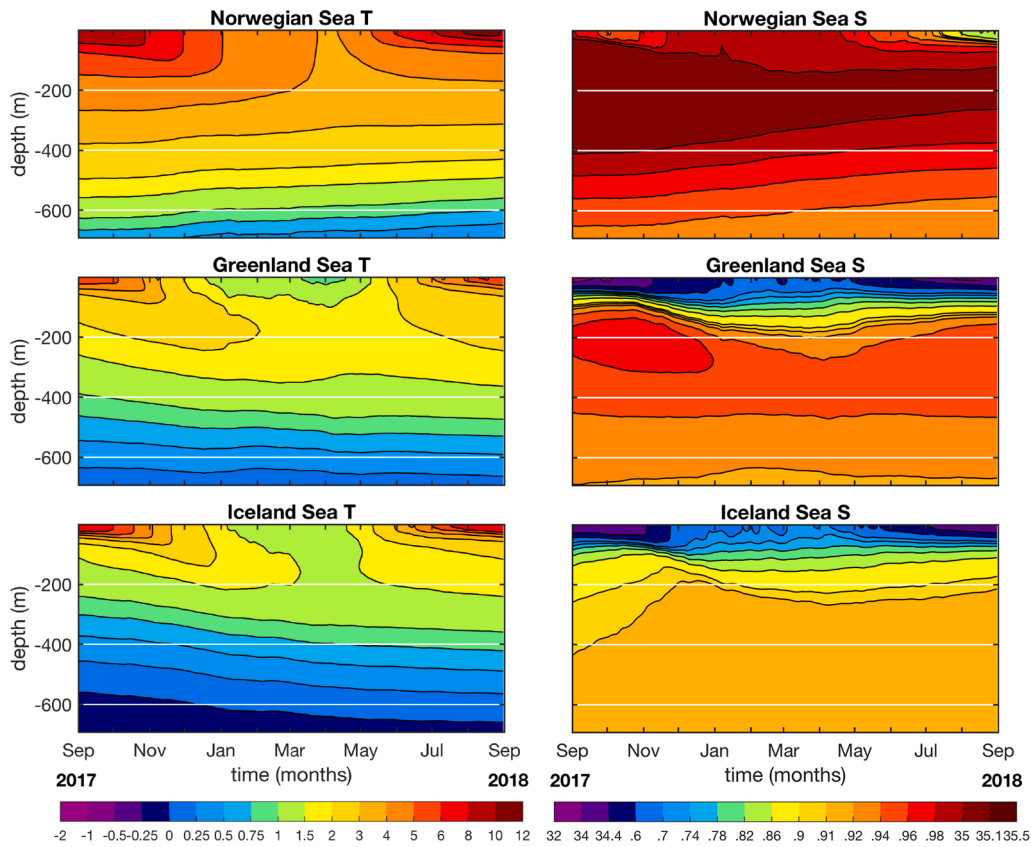 Norwegian Sea T
Norwegian Sea S
depth (m)
-200
-400
-600
Greenland Sea T
Greenland Sea S
depth (m)
-200
-400
-600
Iceland Sea T
Iceland Sea S
depth (m)
-200
-400
-600
Sep Nov Jan Mar May Jul Sep
Sep Nov Jan Mar May Jul Sep
2017 time (months) 2018
2017 time (months) 2018
-2 -1 -0.5 -0.25 0 0.25 0.5 0.75 1 1.5 2 3 4 5 6 8 10 12
32 34 34.4 .6 .7 .74 .78 .82 .86 .9 .91 .92 .94 .96 .98 35 35.1 35.5